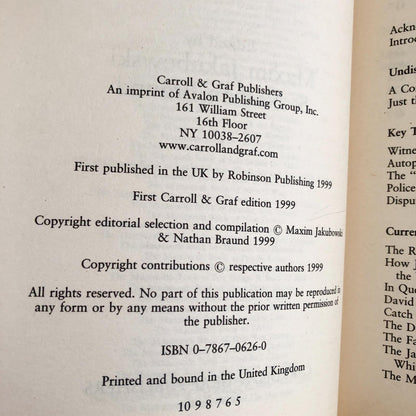 Carroll & Graf Publishers
An imprint of Avalon Publishing Group, Inc.
161 William Street
16th Floor
NY 10038–2607
www.carrollandgraf.com
First published in the UK by Robinson Publishing 1999
First Carroll & Graf edition 1999
Copyright editorial selection and compilation © Maxim Jakubowski
& Nathan Braund 1999
Copyright contributions © respective authors 1999
All rights reserved. No part of this publication may be reproduced in
any form or by any means without the prior written permission of
the publisher.
ISBN 0–7867–0626–0
Printed and bound in the United Kingdom
10 9 8 7 6 5
Ackn
Introd
Undis
A Co
Just t
Key T
Witne
Autop
The “
Police
Dispu
Curren
The R
How J
the
In Qu
David
Catch
The D
The Fa
The Ja
Whi
The M